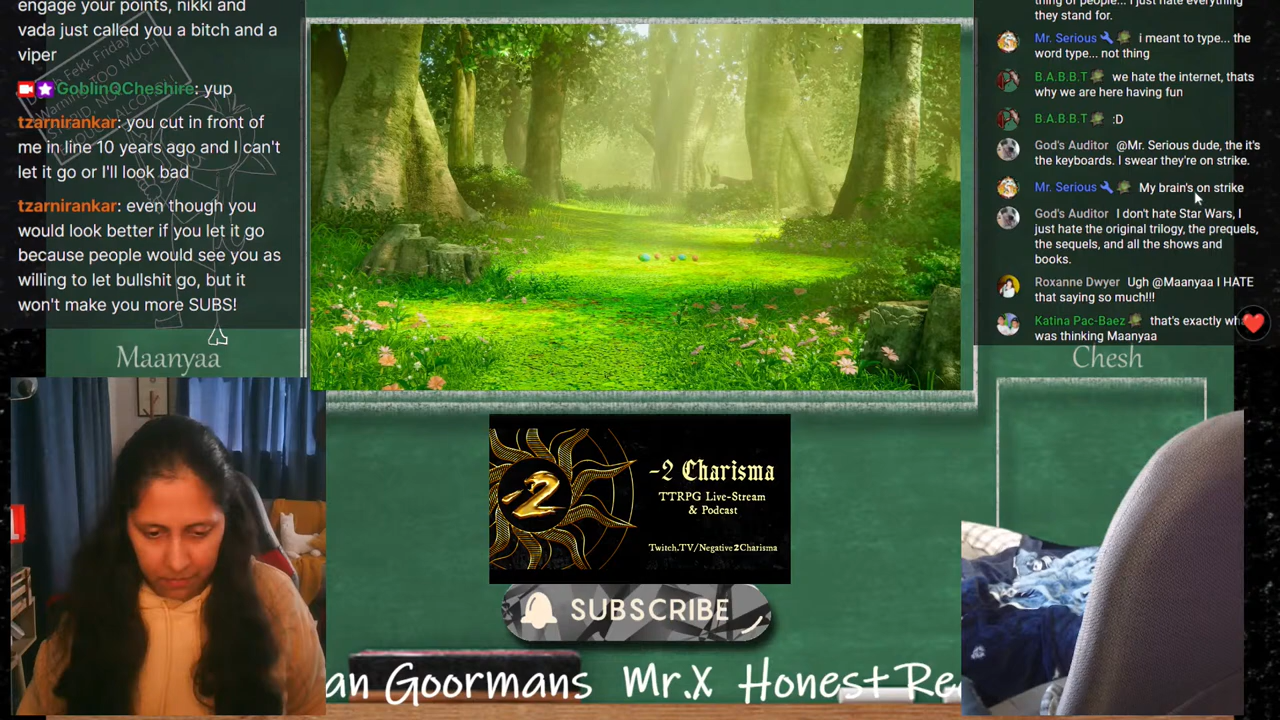 engage your points, nikki and
vada just called you a bitch and a
viper
GoblinQCheshire: yup
tzarnirankar: you cut in front of
me in line 10 years ago and I can't
let it go or I'll look bad
tzarnirankar: even though you
would look better if you let it go
because people would see you as
willing to let bullshit go, but it
won't make you more SUBS!
Maanyaa
-2
-2 Charisma
TTRPG Live-Stream
& Podcast
Twitch.TV/Negative2Charisma
SUBSCRIBE
an Goormans Mr.X Honest Re
thing of people... I just hate everything
they stand for.
Mr. Serious i meant to type... the
word type... not thing
B.A.B.B.T we hate the internet, thats
why we are here having fun
B.A.B.B.T :D
God's Auditor @Mr. Serious dude, the it's
the keyboards. I swear they're on strike.
Mr. Serious My brain's on strike
God's Auditor I don't hate Star Wars, I
just hate the original trilogy, the prequels,
the sequels, and all the shows and
books.
Roxanne Dwyer Ugh @Maanyaa I HATE
that saying so much!!!
Katina Pac-Baez that's exactly wh
was thinking Maanyaa
Chesh